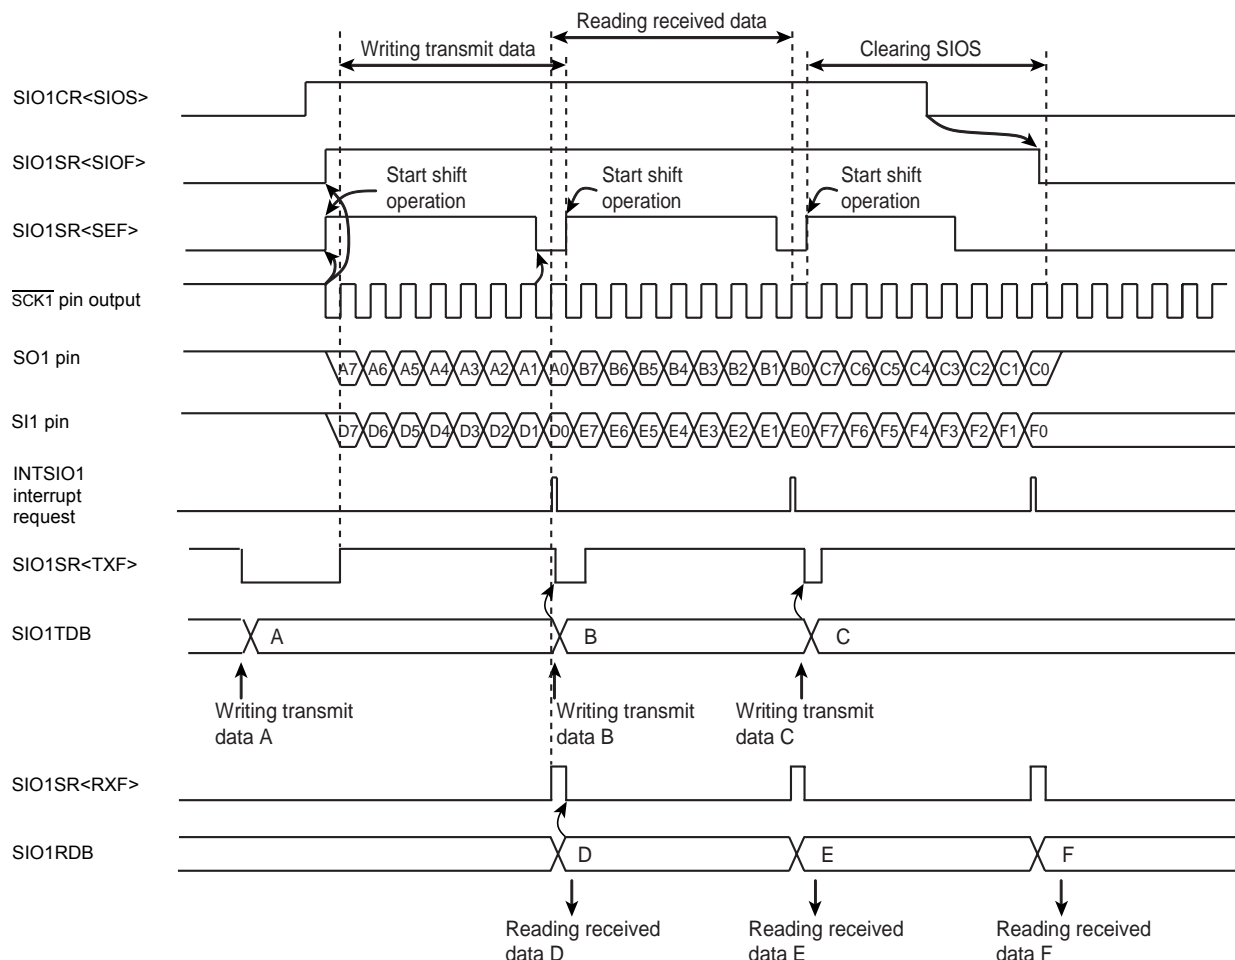 Reading received data
Writing transmit data
Clearing SIOS
SIO1CR<SIOS>
SIO1SR<SIOF>
Start shift
operation
Start shift
operation
Start shift
operation
SIO1SR<SEF>
SCK1 pin output
SO1 pin
A7 A6 A5 A4 A3 A2 A1 A0 B7 B6 B5 B4 B3 B2 B1 B0 C7 C6 C5 C4 C3 C2 C1 C0
SI1 pin
D7 D6 D5 D4 D3 D2 D1 D0 E7 E6 E5 E4 E3 E2 E1 E0 F7 F6 F5 F4 F3 F2 F1 F0
INTSIO1
interrupt
request
SIO1SR<TXF>
SIO1TDB
A
B
C
Writing transmit
data A
Writing transmit
data B
Writing transmit
data C
SIO1SR<RXF>
SIO1RDB
D
E
F
Reading received
data D
Reading received
data E
Reading received
data F